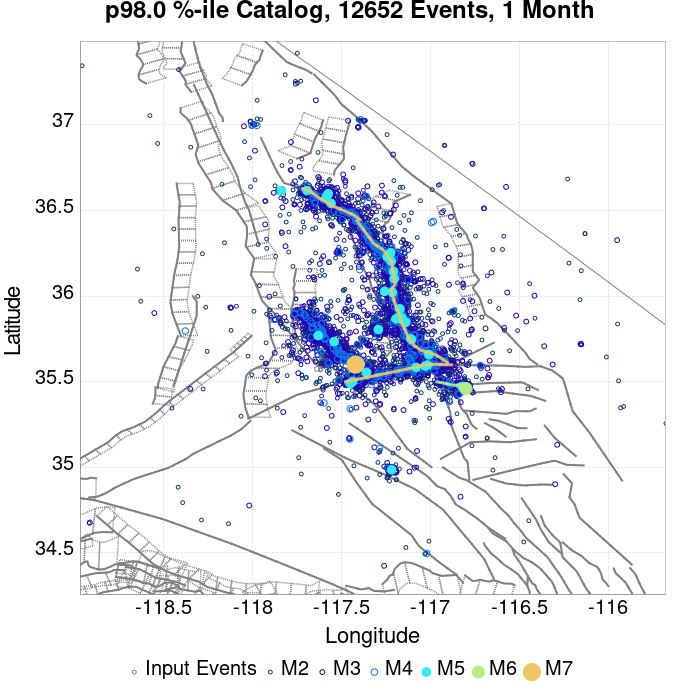 p98.0 %-ile Catalog, 12652 Events, 1 Month
37
36.5
36
35.5
35
34.5
Latitude
-118.5 -118 -117.5 -117 -116.5 -116
Longitude
Input Events M2 M3 M4 M5 M6 M7